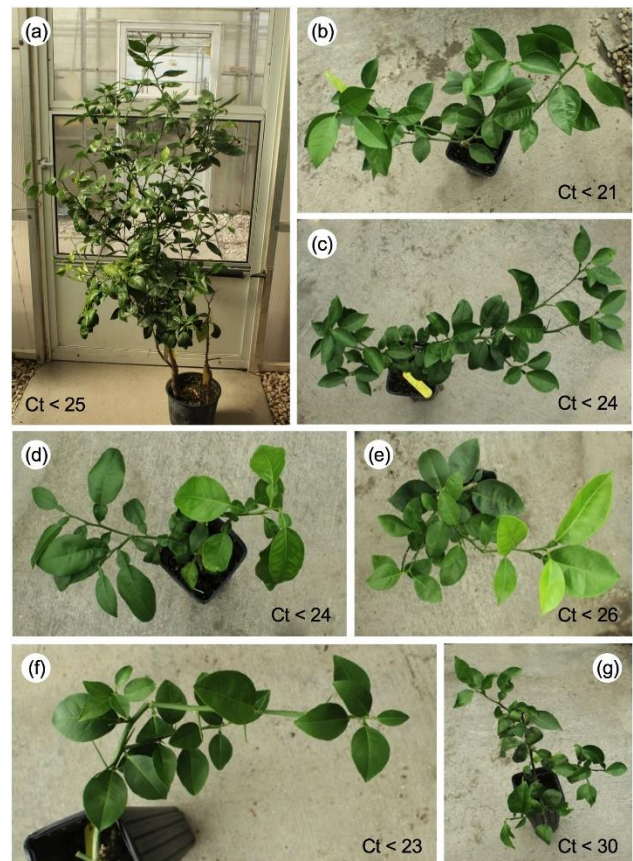 (a)
Ct < 25
(b)
Ct < 21
(c)
Ct < 24
(d)
Ct < 24
(e)
Ct < 26
(f)
Ct < 23
(g)
Ct < 30